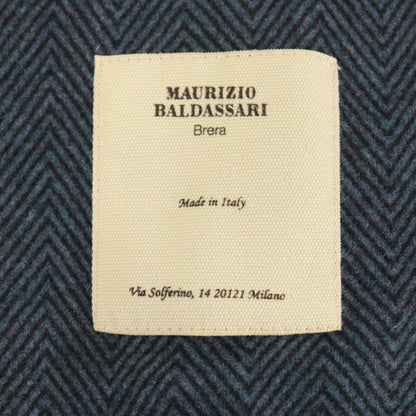 MAURIZIO
BALDASSARI
Brera
Made in Italy
Via Solferino, 14 20121 Milano